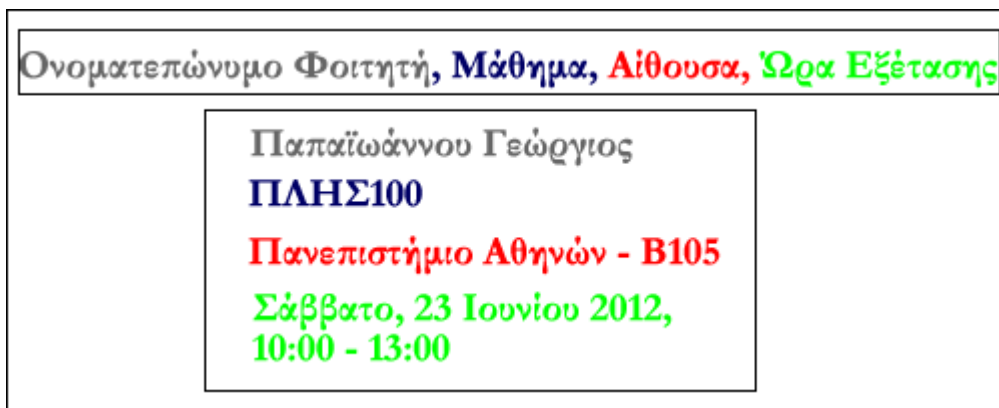 Ονοματεπώνυμο Φοιτητή, Μάθημα, Αίθουσα, Ώρα Εξέτασης
Παπαϊωάννου Γεώργιος
ΠΛΗΣ100
Πανεπιστήμιο Αθηνών - Β105
Σάββατο, 23 Ιουνίου 2012,
10:00 - 13:00